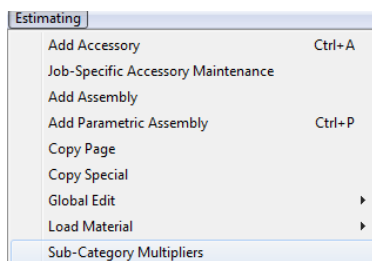 Estimating
Add Accessory Ctrl+A
Job-Specific Accessory Maintenance
Add Assembly
Add Parametric Assembly Ctrl+P
Copy Page
Copy Special
Global Edit
Load Material
Sub-Category Multipliers